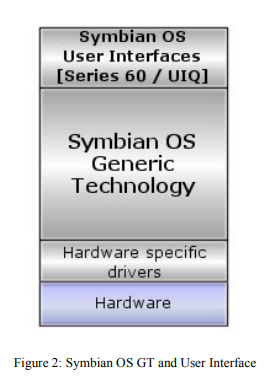 Symbian OS
User Interfaces
[Series 60 / UIQ]
Symbian OS
Generic
Technology
Hardware specific
drivers
Hardware
Figure 2: Symbian OS GT and User Interface